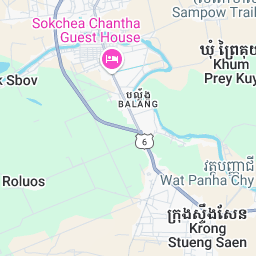 Sokchea Chantha
Guest House
Sampow Trail
ឃុំ ព្រៃគុយ
Khum
Prey Kuy
k Sbov
បល្ល័ង្គ
BALANG
6
វត្តបញ្ញាជី
Wat Panha Chy
Roluos
ក្រុងស្ទឹងសែន
Krong
Stueng Saen